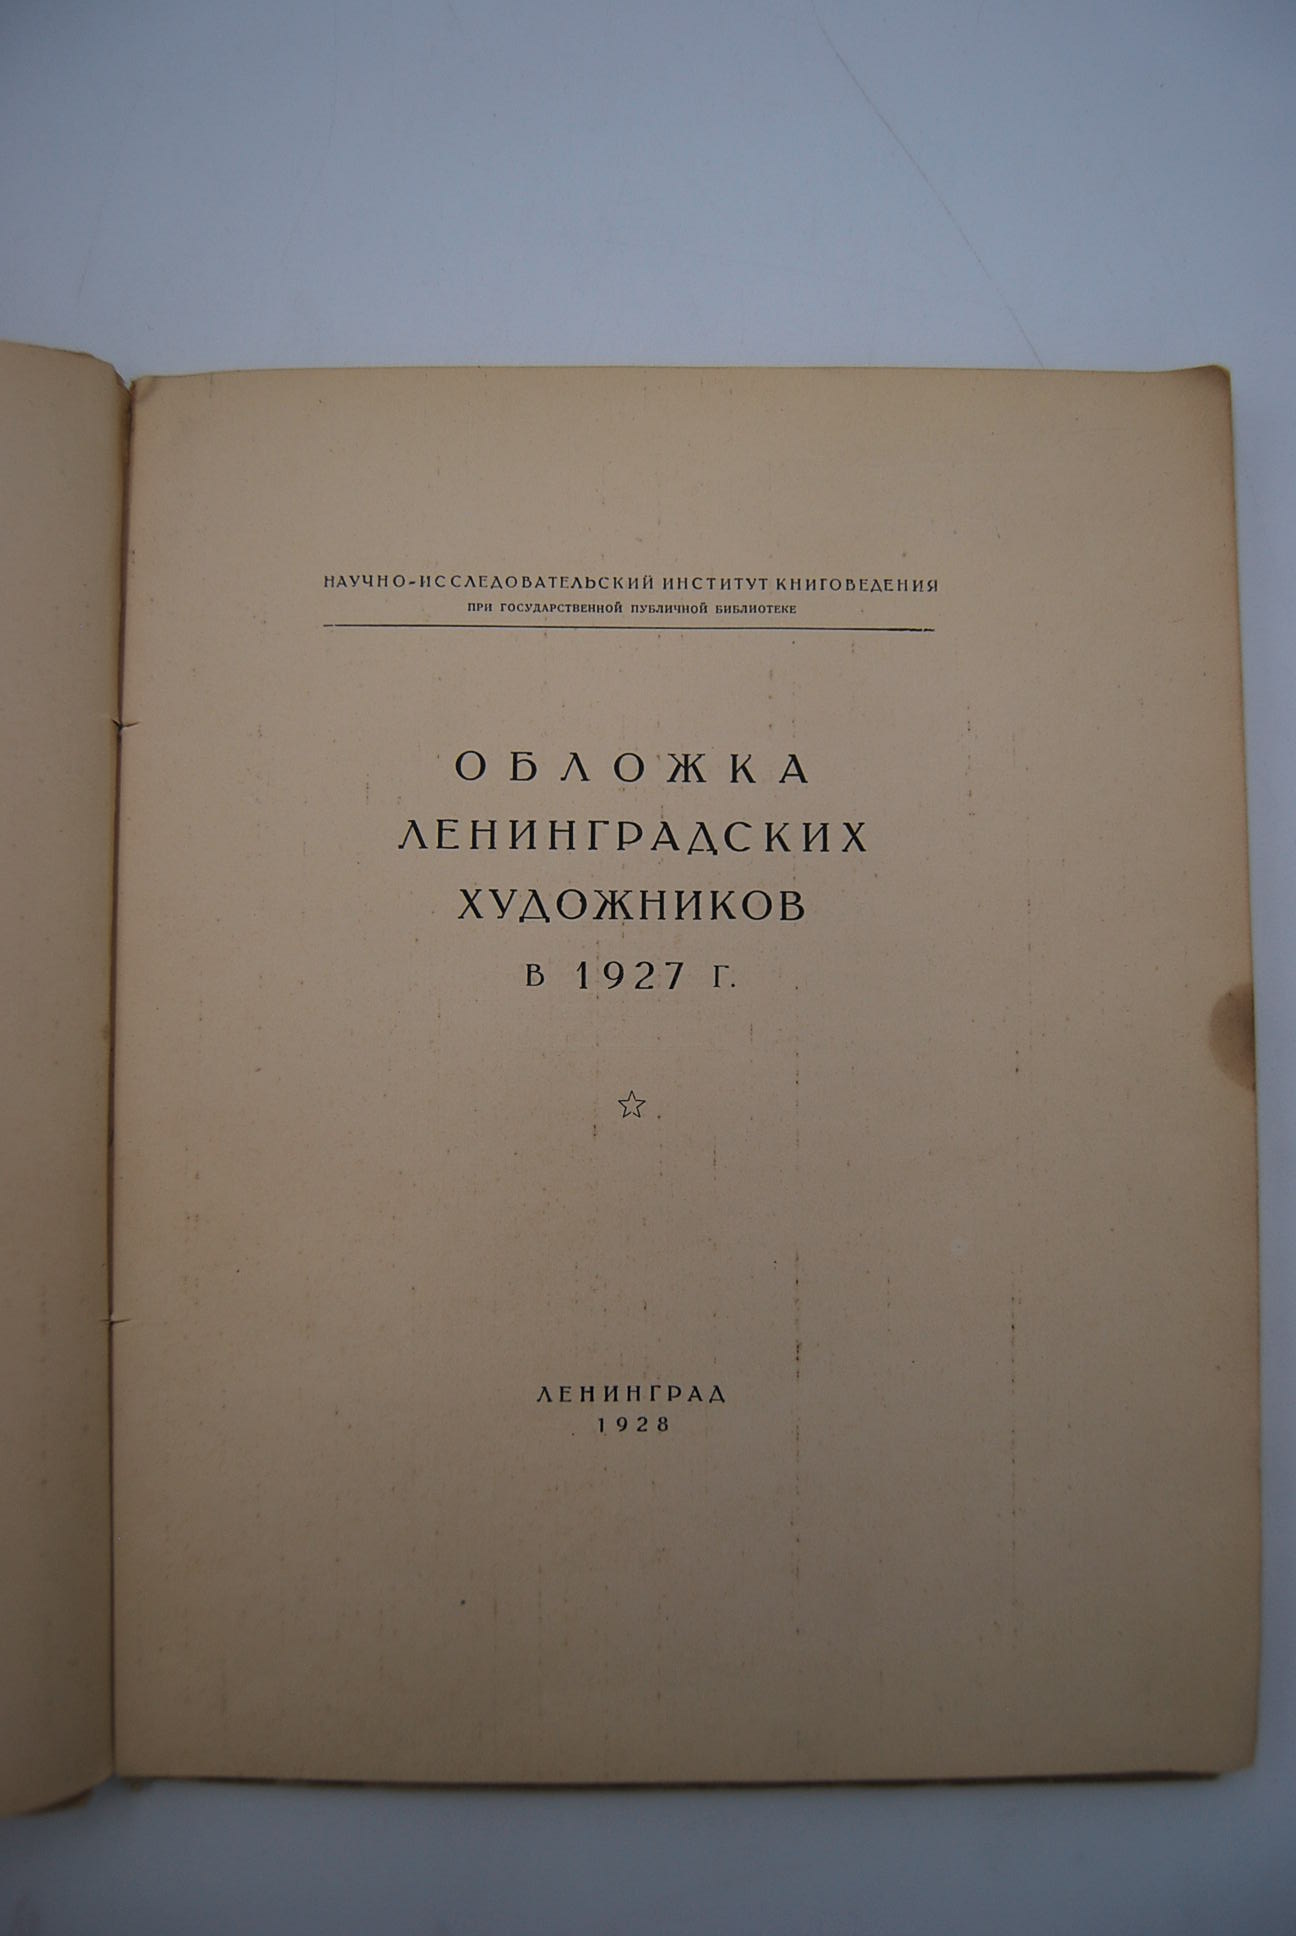 НАУЧНО-ИССЛЕДОВАТЕЛЬСКИЙ ИНСТИТУТ КНИГОВЕДЕНИЯ
ПРИ ГОСУДАРСТВЕННОЙ ПУБЛИЧНОЙ БИБЛИОТЕКЕ
ОБЛОЖКА
ЛЕНИНГРАДСКИХ
ХУДОЖНИКОВ
В 1927 Г.
ЛЕНИНГРАД
1928